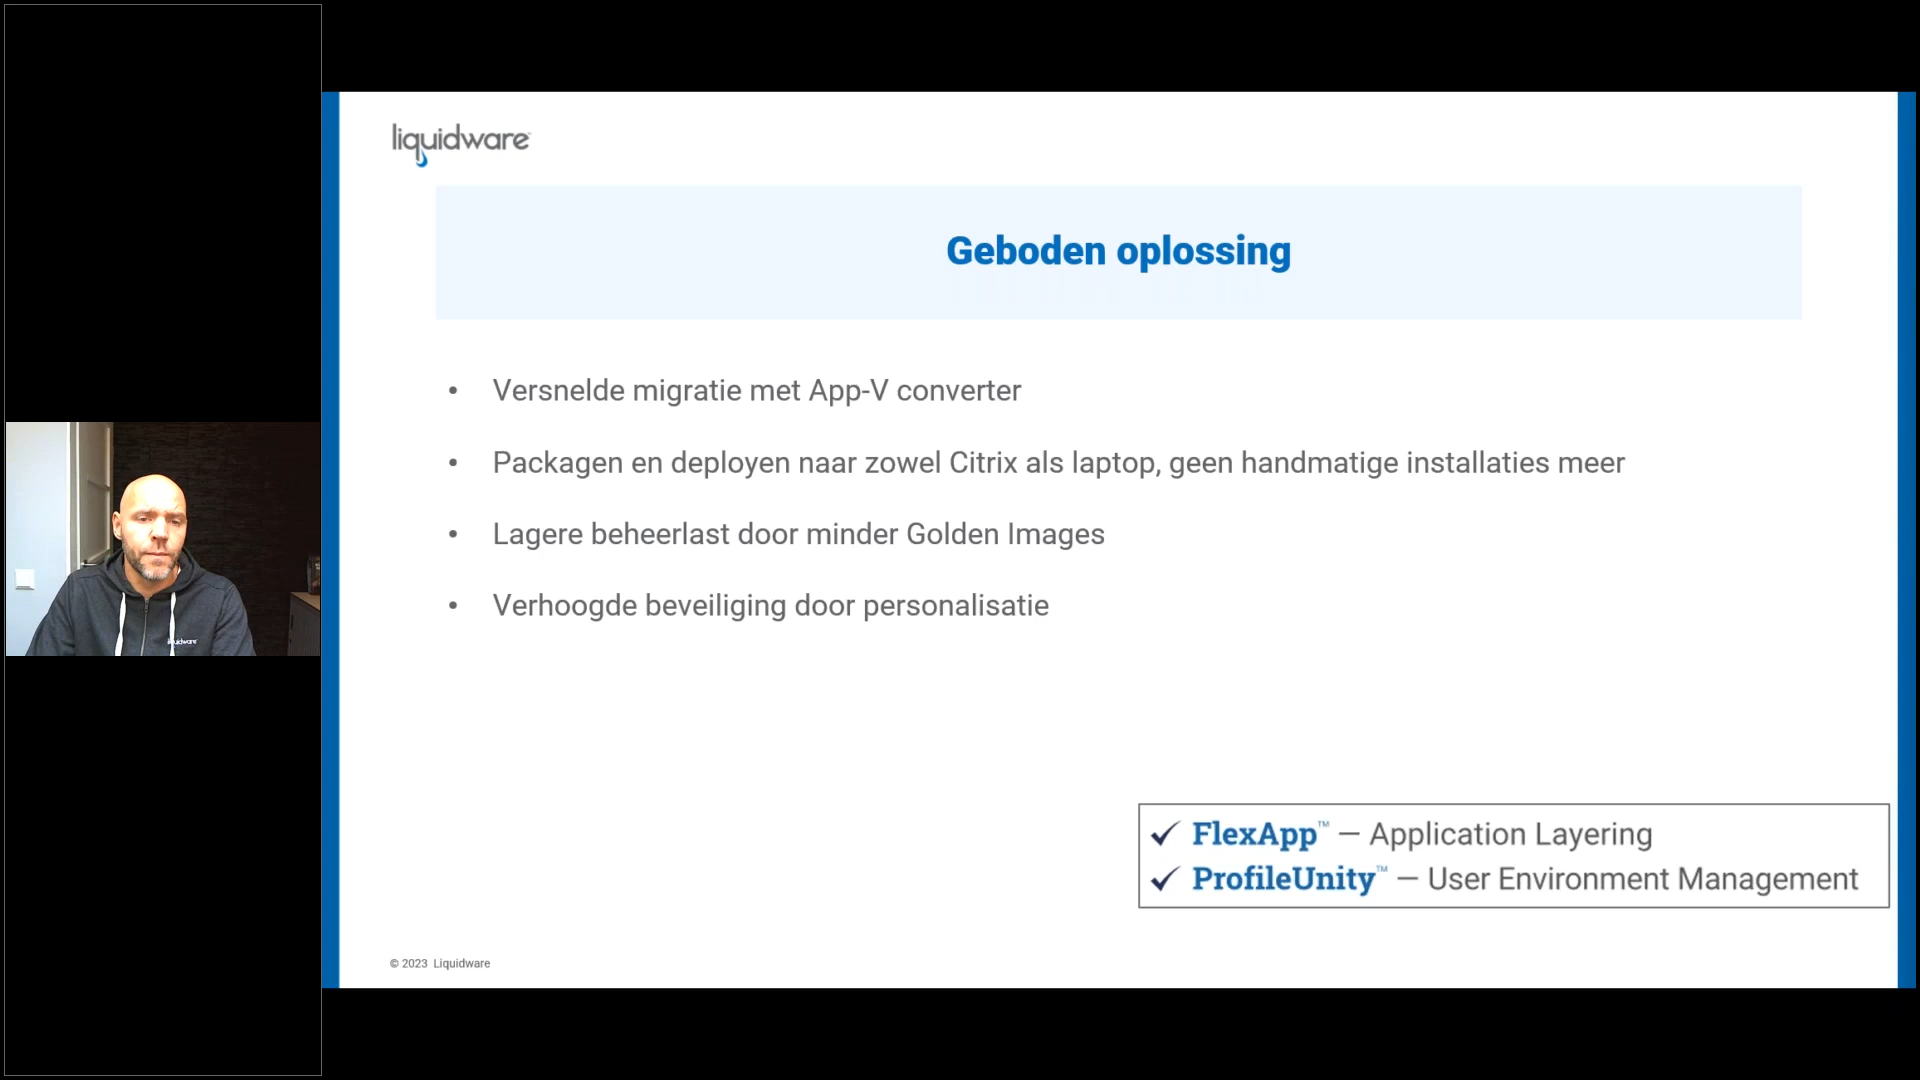 liquidware
Geboden oplossing
• Versnelde migratie met App-V converter
• Packagen en deployen naar zowel Citrix als laptop, geen handmatige installaties meer
• Lagere beheerlast door minder Golden Images
• Verhoogde beveiliging door personalisatie
liquidware
✓ FlexApp™ — Application Layering
✓ ProfileUnity™ — User Environment Management
© 2023 Liquidware